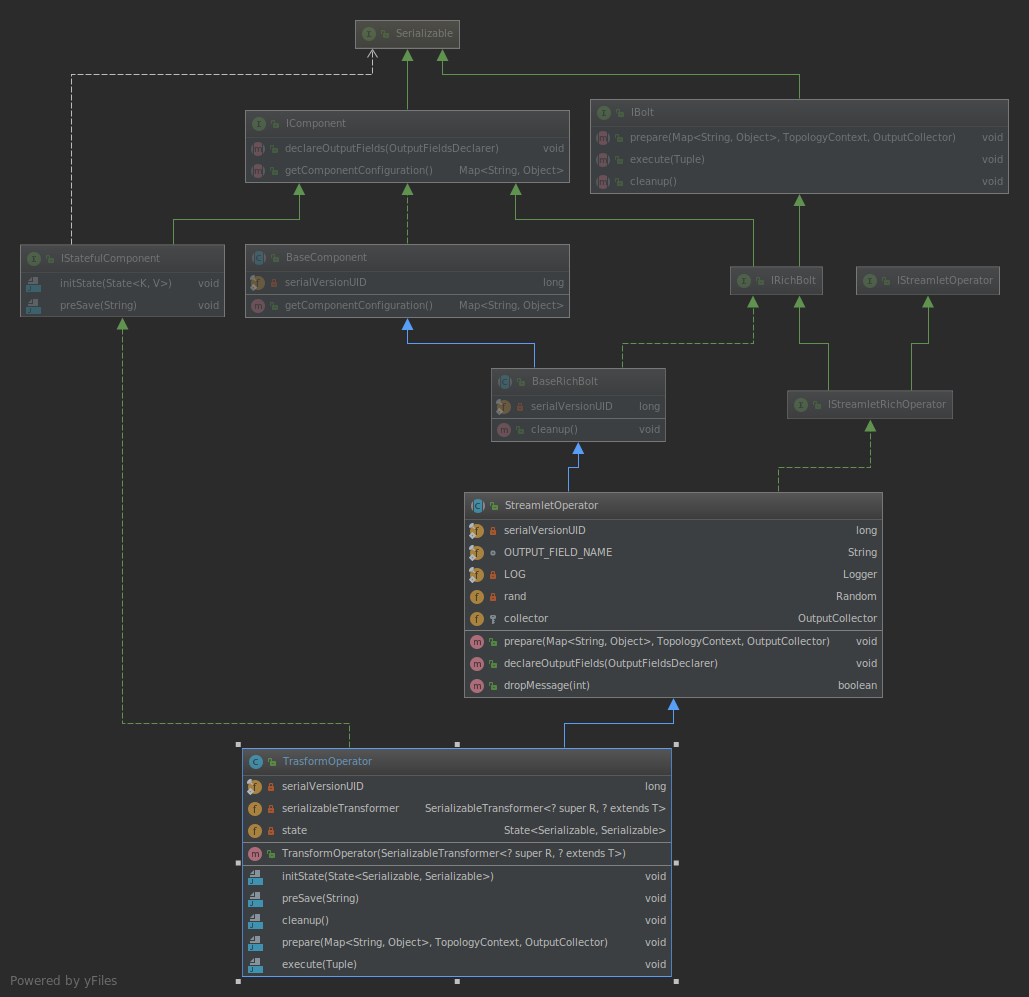 Serializable
IComponent
declareOutputFields(OutputFieldsDeclarer) void
getComponentConfiguration() Map<String, Object>
IBolt
prepare(Map<String, Object>, TopologyContext, OutputCollector) void
execute(Tuple) void
cleanup() void
IStatefulComponent
initState(State<K, V>) void
preSave(String) void
BaseComponent
serialVersionUID long
getComponentConfiguration() Map<String, Object>
IRichBolt
IStreamletOperator
BaseRichBolt
serialVersionUID long
cleanup() void
IStreamletRichOperator
StreamletOperator
serialVersionUID long
OUTPUT_FIELD_NAME String
LOG Logger
rand Random
collector OutputCollector
prepare(Map<String, Object>, TopologyContext, OutputCollector) void
declareOutputFields(OutputFieldsDeclarer) void
dropMessage(int) boolean
TrasformOperator
serialVersionUID long
serializableTransformer SerializableTransformer<? super R, ? extends T>
state State<Serializable, Serializable>
TransformOperator(SerializableTransformer<? super R, ? extends T>)
initState(State<Serializable, Serializable>) void
preSave(String) void
cleanup() void
prepare(Map<String, Object>, TopologyContext, OutputCollector) void
execute(Tuple) void
Powered by yFiles